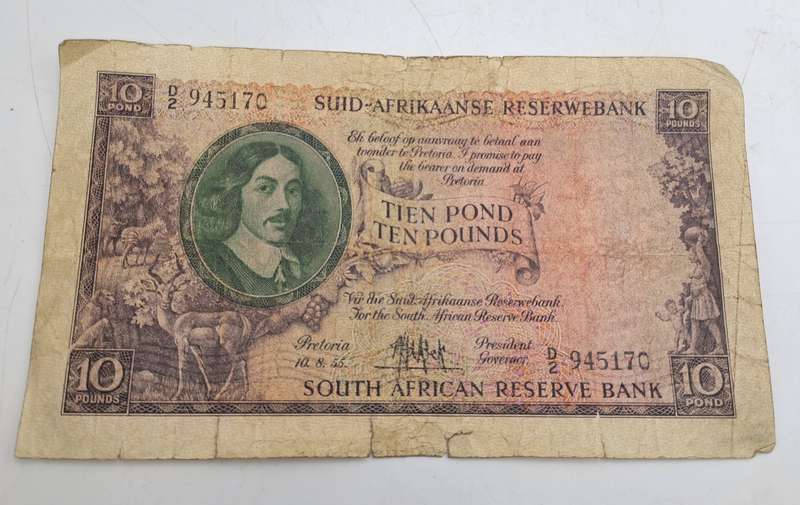 10
POND
D/2 945170
SUID-AFRIKAANSE RESERWEBANK
10
POUNDS
Ek beloof op aanvraag te betaal aan
toonder te Pretoria. I promise to pay
the bearer on demand at
Pretoria
TIEN POND
TEN POUNDS
Vir die Suid-Afrikaanse Reserwebank.
For the South African Reserve Bank.
Pretoria
10.8.55.
President
Governor
D/2 945170
10
POUNDS
SOUTH AFRICAN RESERVE BANK
10
POND